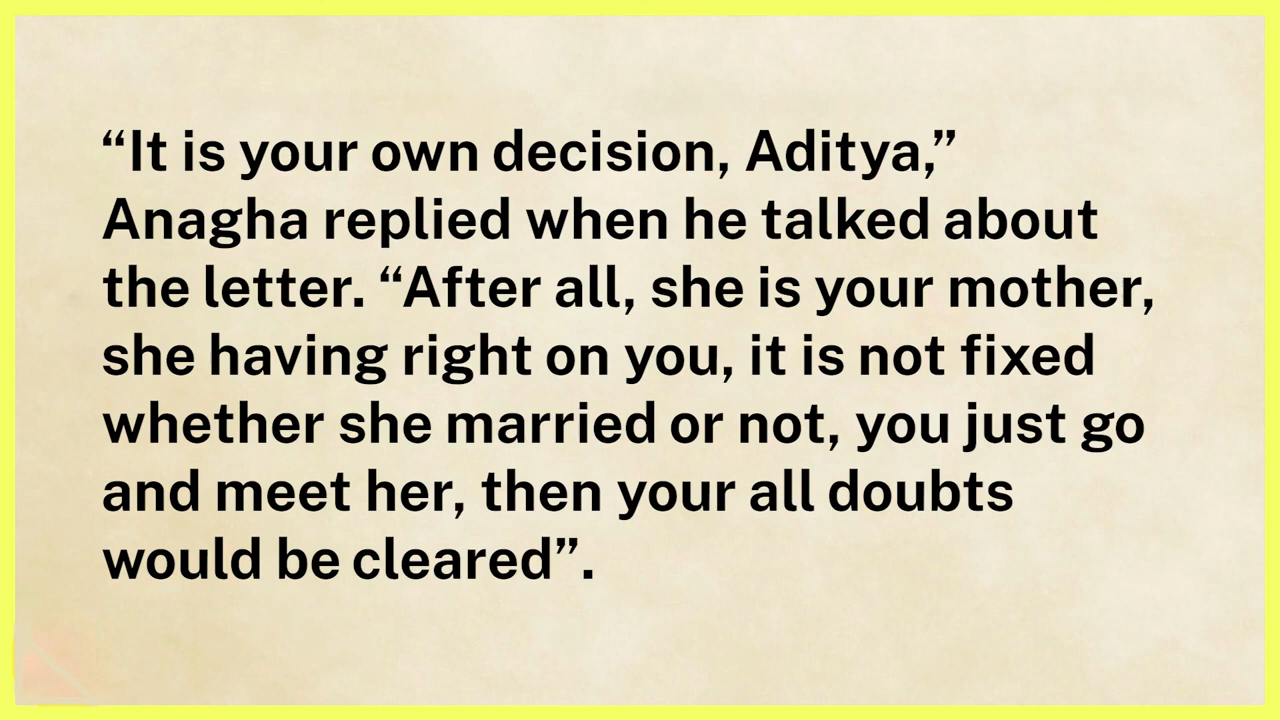 “It is your own decision, Aditya,”
Anagha replied when he talked about
the letter. “After all, she is your mother,
she having right on you, it is not fixed
whether she married or not, you just go
and meet her, then your all doubts
would be cleared”.